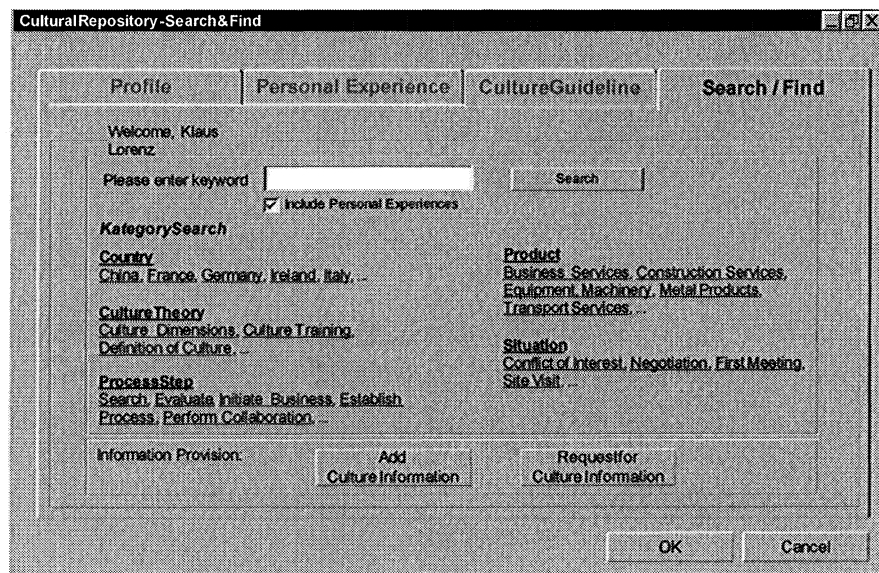 CulturalRepository-Search&Find
Profile
Personal Experience
CultureGuideline
Search / Find
Welcome, Klaus
Lorenz
Please enter keyword
Search
Include Personal Experiences
KategorySearch
Country
China, France, Germany, Ireland, Italy, ...
CultureTheory
Culture Dimensions, Culture Training,
Definition of Culture, ...
ProcessStep
Search, Evaluate, Initiate Business, Establish
Process, Perform Collaboration, ...
Product
Business Services, Construction Services,
Equipment, Machinery, Metal Products,
Transport Services, ...
Situation
Conflict of Interest, Negotiation, First Meeting,
Site Visit, ...
Information Provision:
Add
Culture Information
Requestfor
Culture Information
OK
Cancel